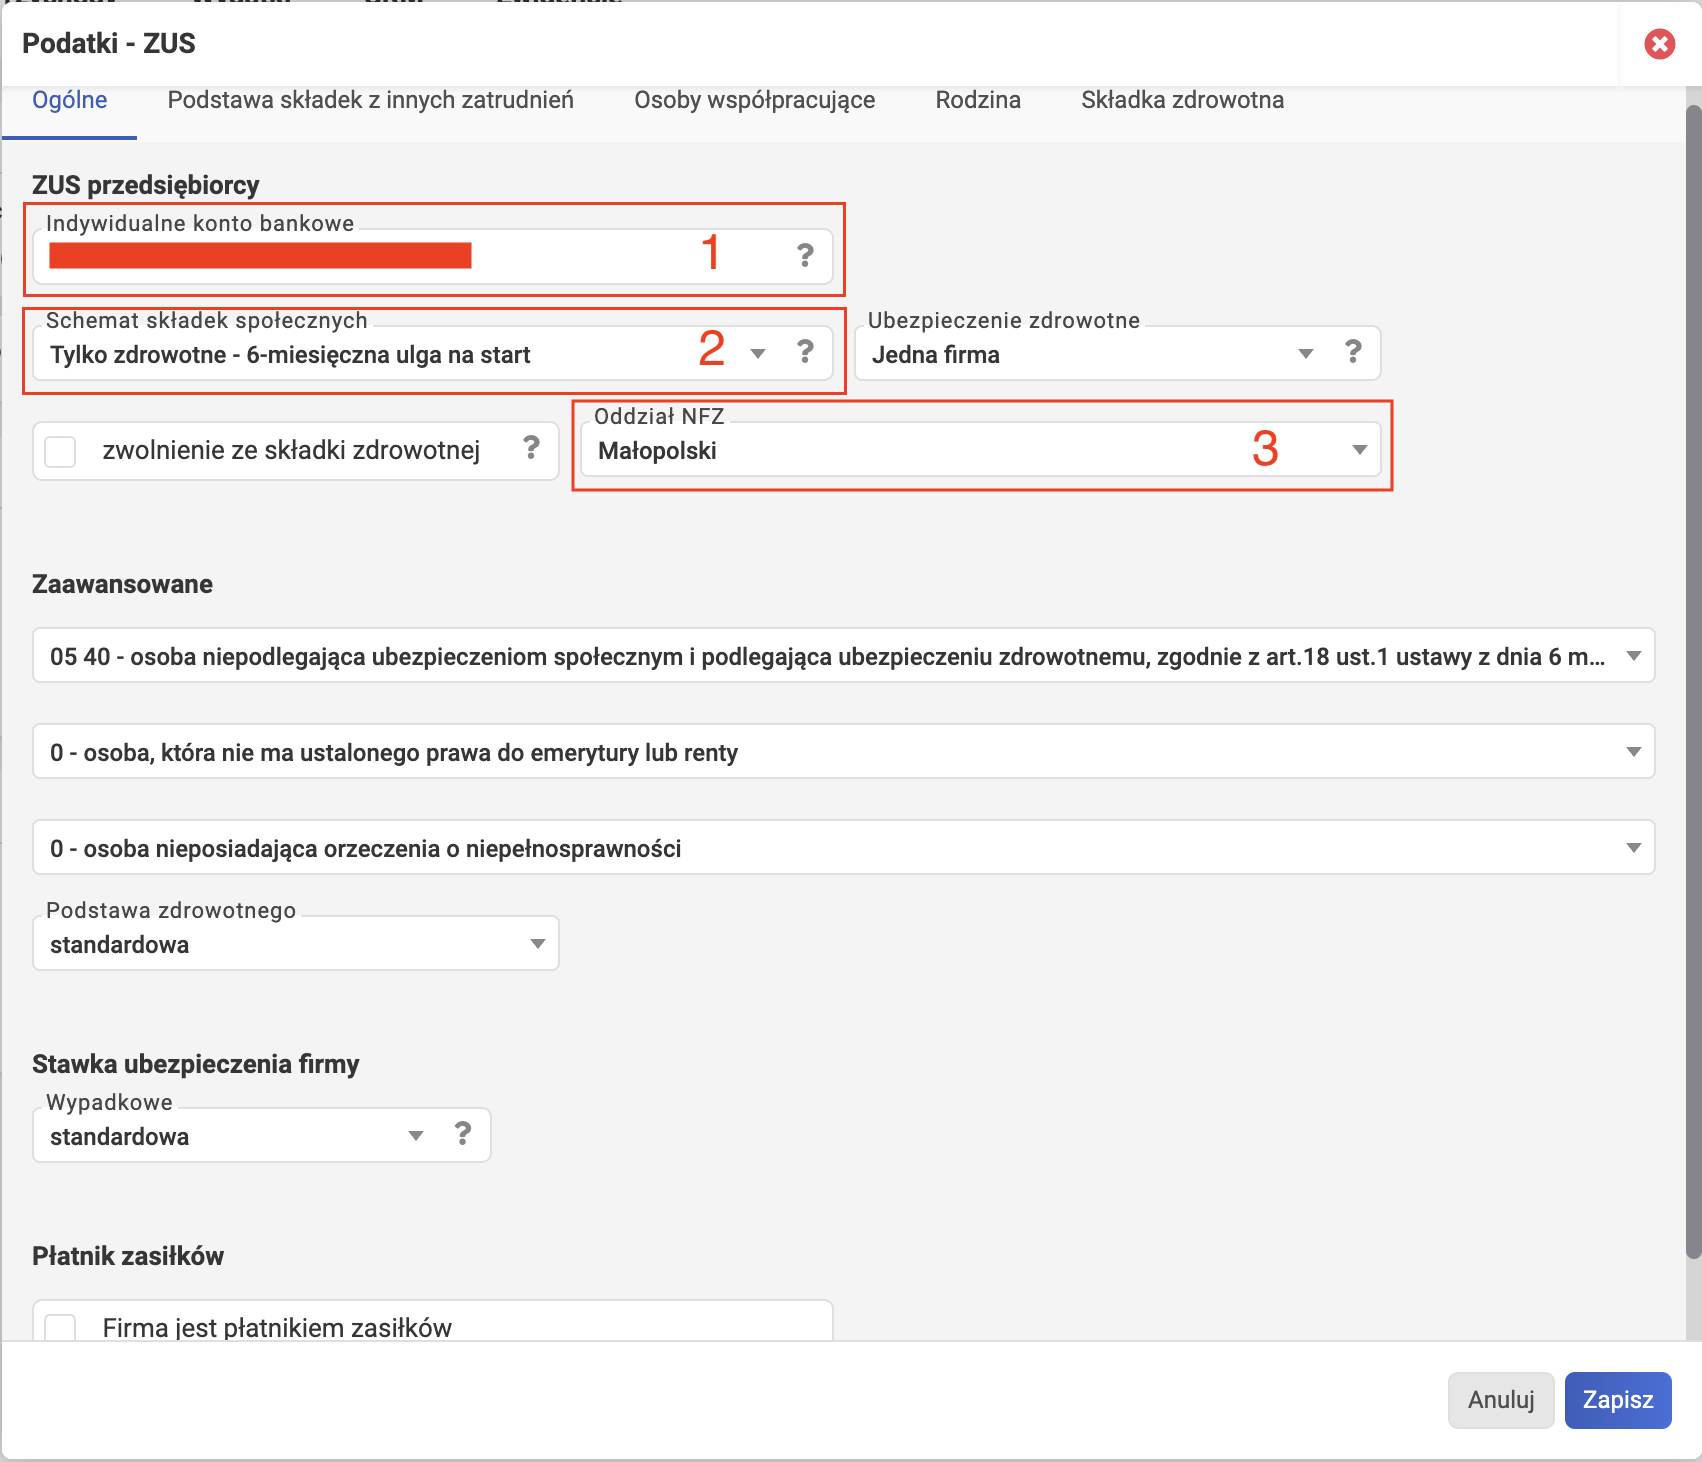 Podatki - ZUS
Ogólne Podstawa składek z innych zatrudnień Osoby współpracujące Rodzina Składka zdrowotna
ZUS przedsiębiorcy
Indywidualne konto bankowe
1 ?
Schemat składek społecznych Ubezpieczenie zdrowotne
Tylko zdrowotne - 6-miesięczna ulga na start 2 ? Jedna firma ?
Oddział NFZ
zwolnienie ze składki zdrowotnej ? Małopolski 3
Zaawansowane
05 40 - osoba niepodlegająca ubezpieczeniom społecznym i podlegająca ubezpieczeniu zdrowotnemu, zgodnie z art.18 ust.1 ustawy z dnia 6 m...
0 - osoba, która nie ma ustalonego prawa do emerytury lub renty
0 - osoba nieposiadająca orzeczenia o niepełnosprawności
Podstawa zdrowotnego
standardowa
Stawka ubezpieczenia firmy
Wypadkowe
standardowa ?
Płatnik zasiłków
Firma jest płatnikiem zasiłków
Anuluj Zapisz